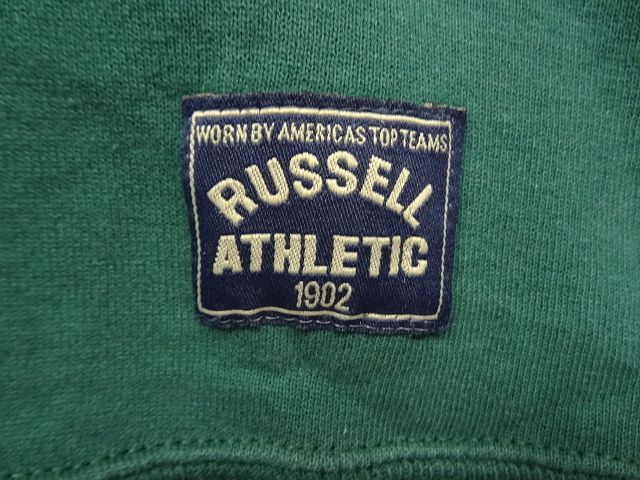 WORN BY AMERICAS TOP TEAMS
RUSSELL
ATHLETIC
1902